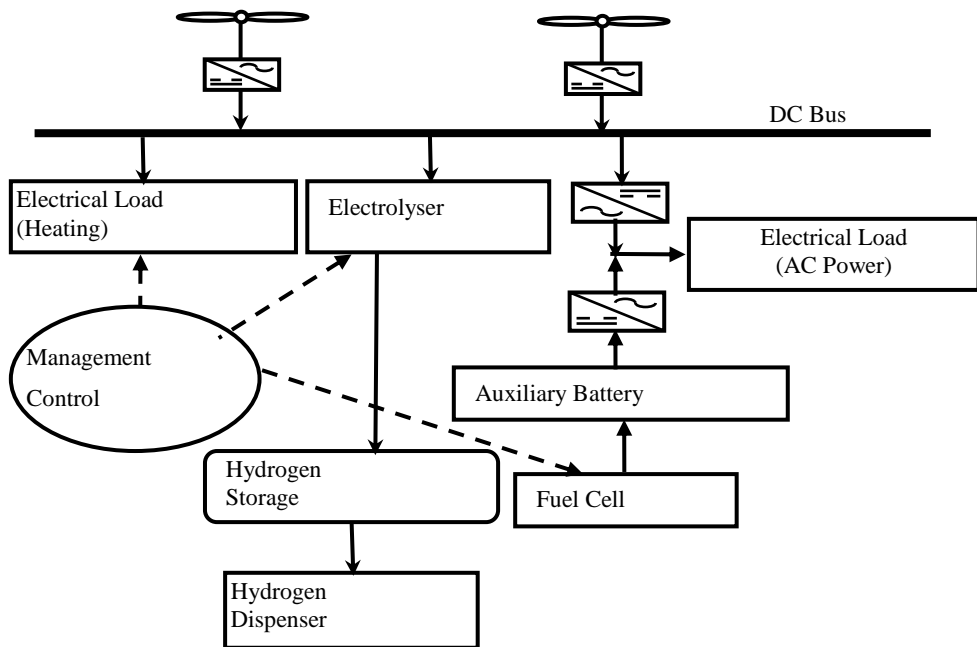 DC Bus
Electrical Load
(Heating)
Electrolyser
Electrical Load
(AC Power)
Management
Control
Auxiliary Battery
Hydrogen
Storage
Fuel Cell
Hydrogen
Dispenser